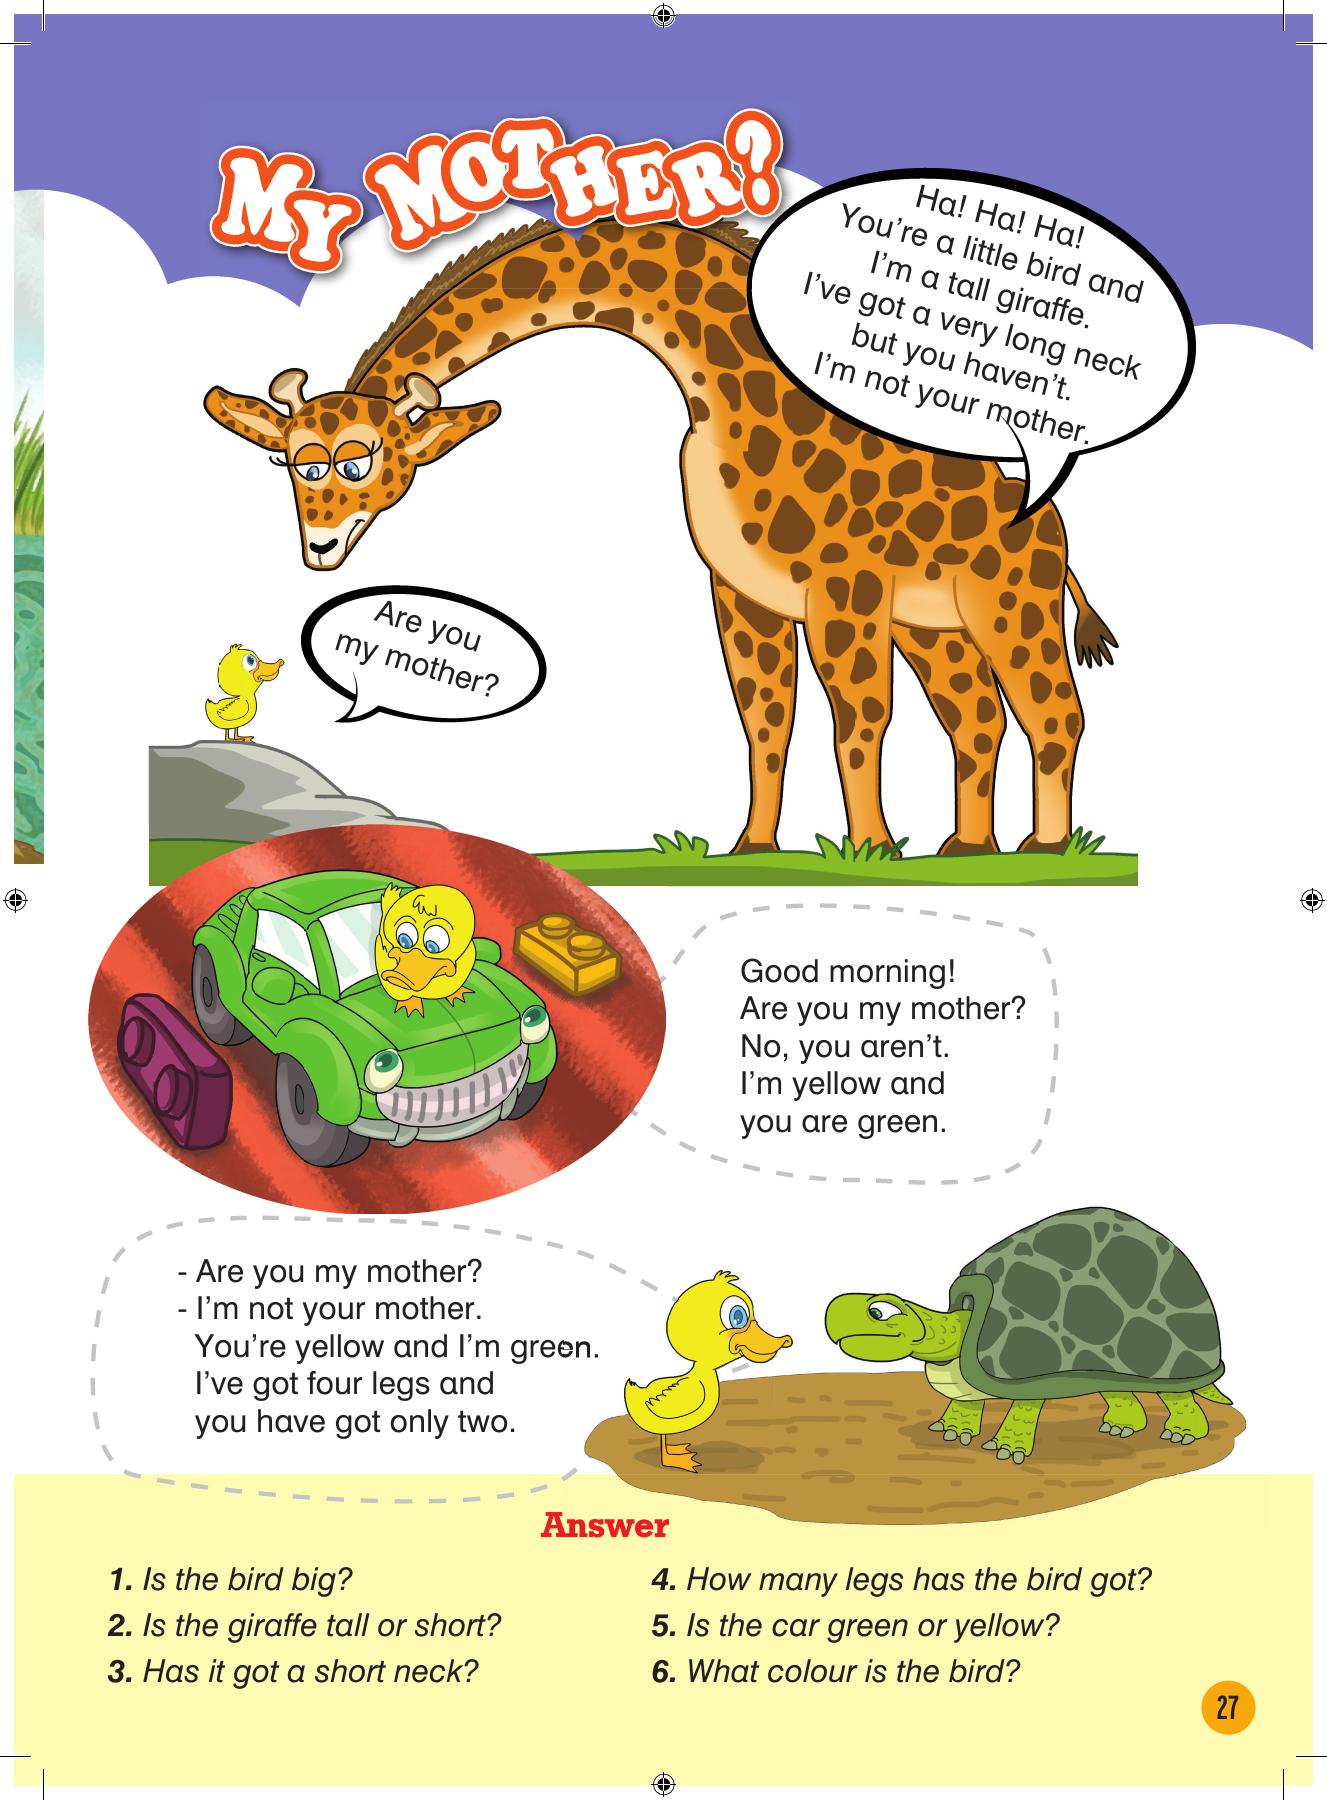 My MOTHER?
Ha! Ha! Ha!
You're a little bird and
I'm a tall giraffe.
I've got a very long neck
but you haven't.
I'm not your mother.
Are you
my mother?
Good morning!
Are you my mother?
No, you aren't.
I'm yellow and
you are green.
- Are you my mother?
- I'm not your mother.
You're yellow and I'm green.
I've got four legs and
you have got only two.
Answer
1. Is the bird big?
2. Is the giraffe tall or short?
3. Has it got a short neck?
4. How many legs has the bird got?
5. Is the car green or yellow?
6. What colour is the bird?
27